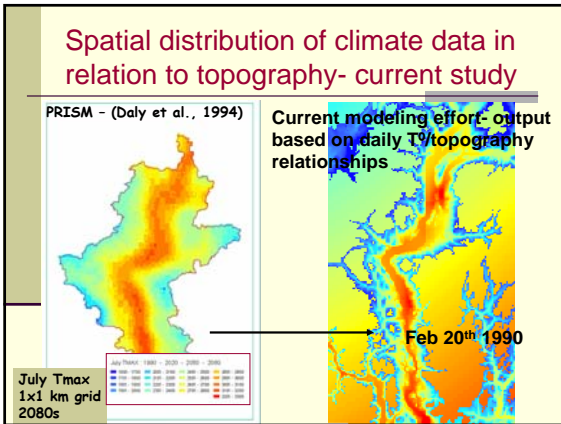 Spatial distribution of climate data in
relation to topography- current study
PRISM – (Daly et al., 1994)
Current modeling effort- output
based on daily Tº/topography
relationships
Feb 20th 1990
July Tmax
1x1 km grid
2080s